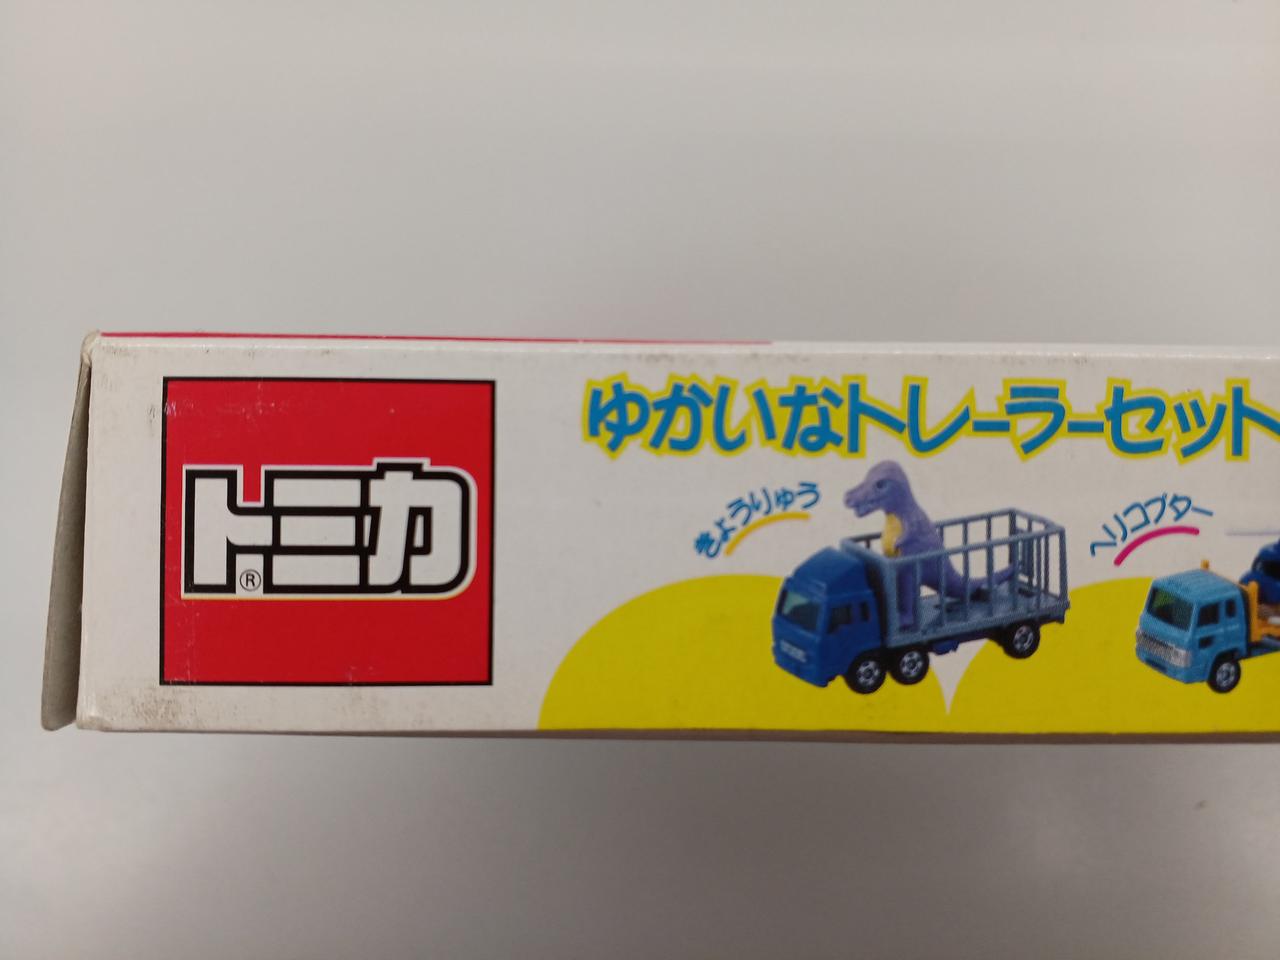 トミカ
®
ゆかいなトレーラーセット
きょうりゅう
ヘリコプター